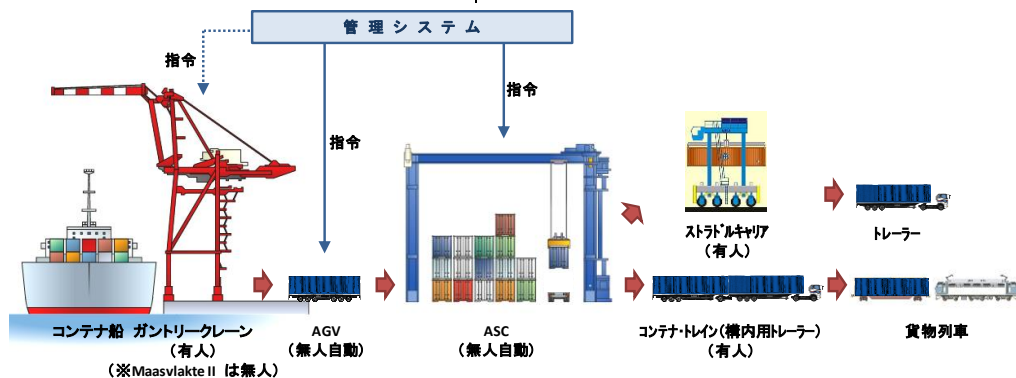 管理システム
指令
指令
指令
ストラドルキャリア
(有人)
トレーラー
コンテナ船 ガントリークレーン
(有人)
(※Maasvlakte II は無人)
AGV
(無人自動)
ASC
(無人自動)
コンテナ・トレイン(構内用トレーラー)
(有人)
貨物列車